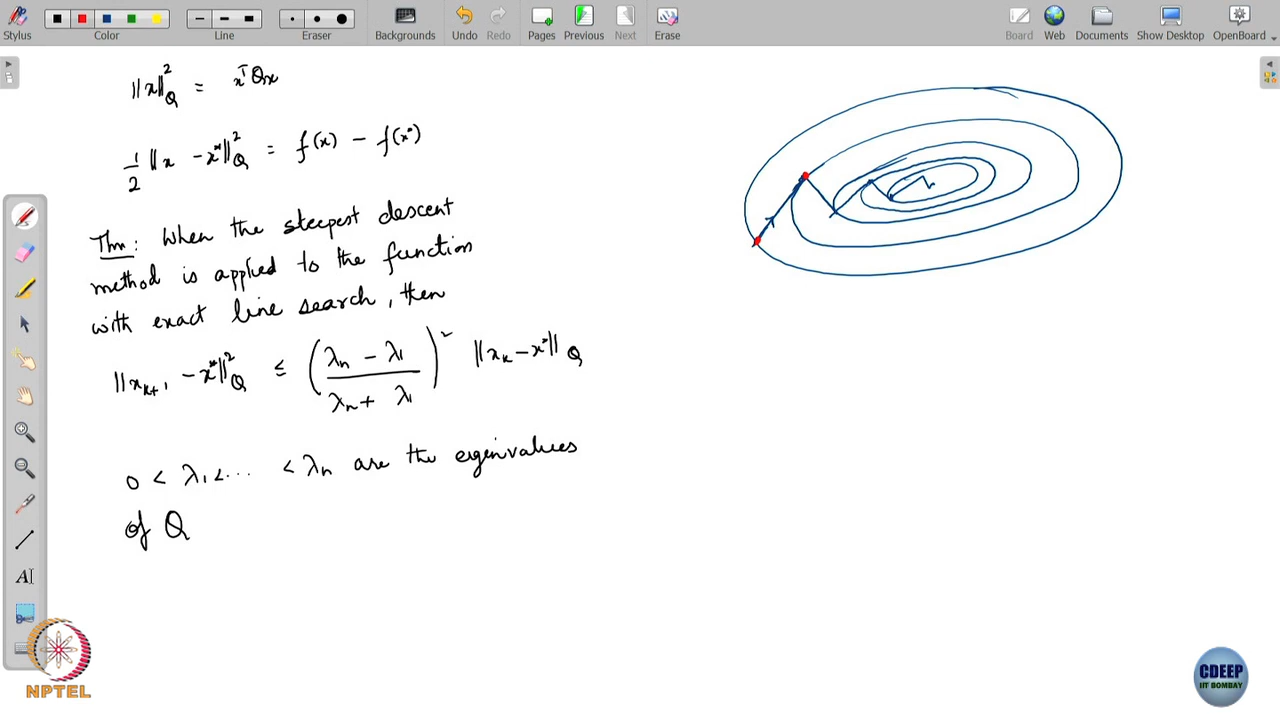 Stylus
Color
Line
Eraser
Backgrounds
Undo
Redo
Pages
Previous
Next
Erase
Board
Web
Documents
Show Desktop
OpenBoard
||x||²_Q = xᵀQx
1/2 ||x - x*||²_Q = f(x) - f(x*)
Thm: When the steepest descent
method is applied to the function
with exact line search, then
||x_{k+1} - x*||²_Q ≤ ((λn - λ1)/(λn + λ1))² ||x_k - x*||_Q
0 < λ1 < ... < λn are the eigenvalues
of Q
NPTEL
CDEEP
IIT BOMBAY